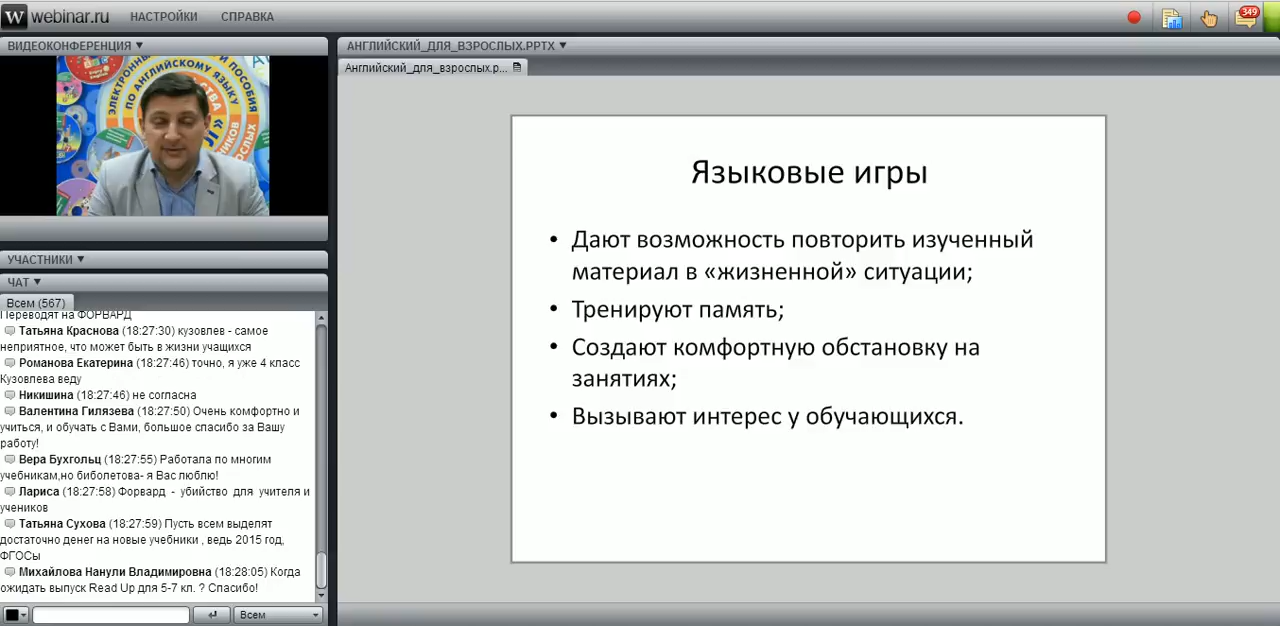 W webinar.ru НАСТРОЙКИ СПРАВКА
349
ВИДЕОКОНФЕРЕНЦИЯ
ЭЛЕКТРОННЫЕ ПОСОБИЯ
ПО АНГЛИЙСКОМУ ЯЗЫКУ
УЧАСТНИКИ
ЧАТ
Всем (567)
Переводят на ФОРВАРД
Татьяна Краснова (18:27:30) кузовлев - самое
неприятное, что может быть в жизни учащихся
Романова Екатерина (18:27:46) точно, я уже 4 класс
Кузовлева веду
Никишина (18:27:46) не согласна
Валентина Гилязева (18:27:50) Очень комфортно и
учиться, и обучать с Вами, большое спасибо за Вашу
работу!
Вера Бухгольц (18:27:55) Работала по многим
учебникам,но биболетова- я Вас люблю!
Лариса (18:27:58) Форвард - убийство для учителя и
учеников
Татьяна Сухова (18:27:59) Пусть всем выделят
достаточно денег на новые учебники , ведь 2015 год,
ФГОСы
Михайлова Нанули Владимировна (18:28:05) Когда
ожидать выпуск Read Up для 5-7 кл. ? Спасибо!
Всем
АНГЛИЙСКИЙ_ДЛЯ_ВЗРОСЛЫХ.PPTX
Английский_для_взрослых.р...
Языковые игры
• Дают возможность повторить изученный
материал в «жизненной» ситуации;
• Тренируют память;
• Создают комфортную обстановку на
занятиях;
• Вызывают интерес у обучающихся.